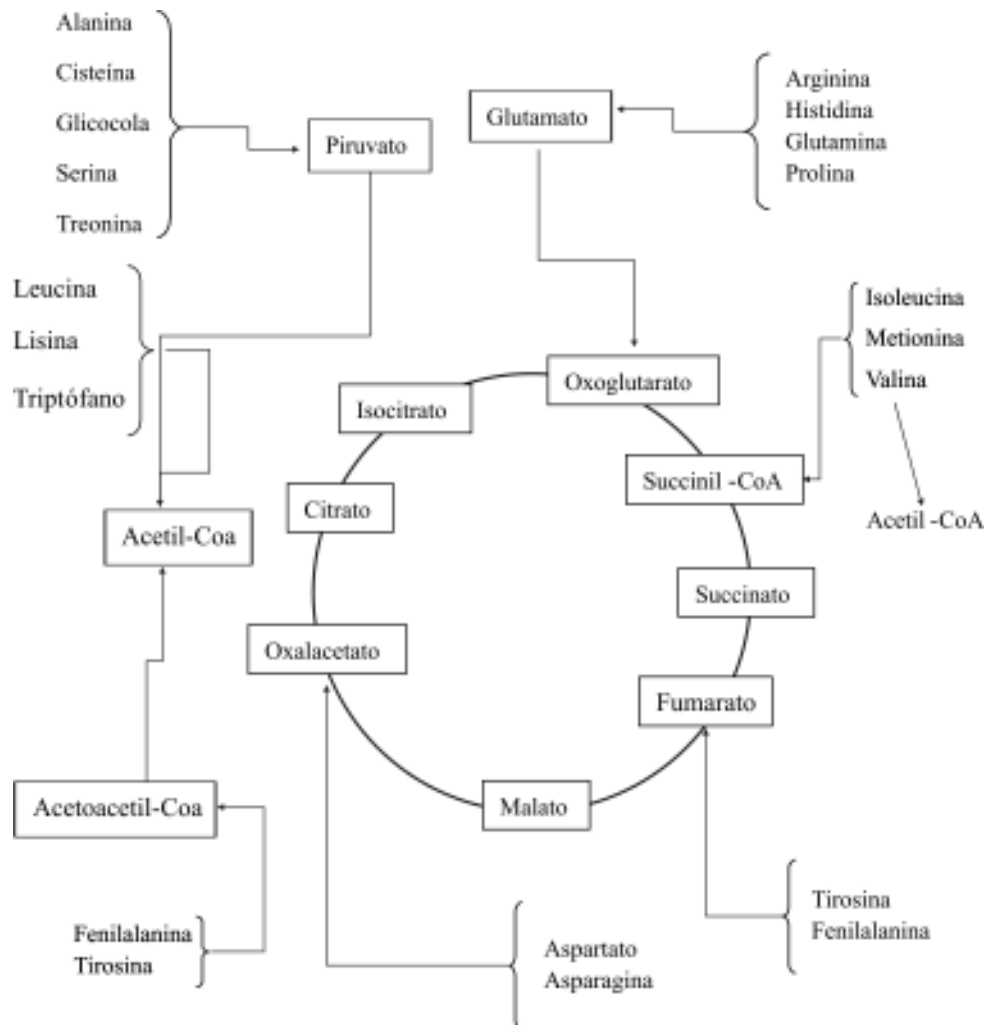 Alanina
Cisteína
Glicocola
Serina
Treonina
Piruvato
Glutamato
Arginina
Histidina
Glutamina
Prolina
Leucina
Lisina
Triptófano
Isoleucina
Metionina
Valina
Acetil -CoA
Oxoglutarato
Isocitrato
Succinil -CoA
Citrato
Acetil-Coa
Succinato
Oxalacetato
Fumarato
Malato
Acetoacetil-Coa
Fenilalanina
Tirosina
Aspartato
Asparagina
Tirosina
Fenilalanina